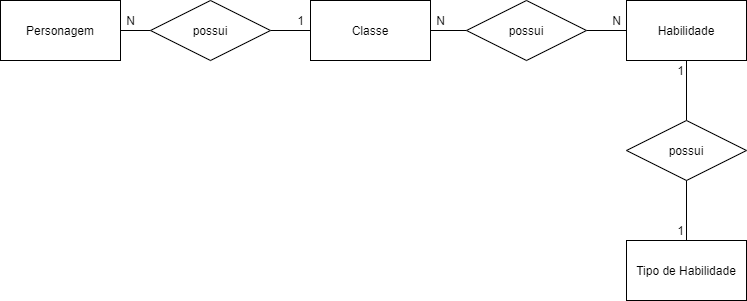 N 1 N N
Personagem possui Classe possui Habilidade
1
possui
1
Tipo de Habilidade